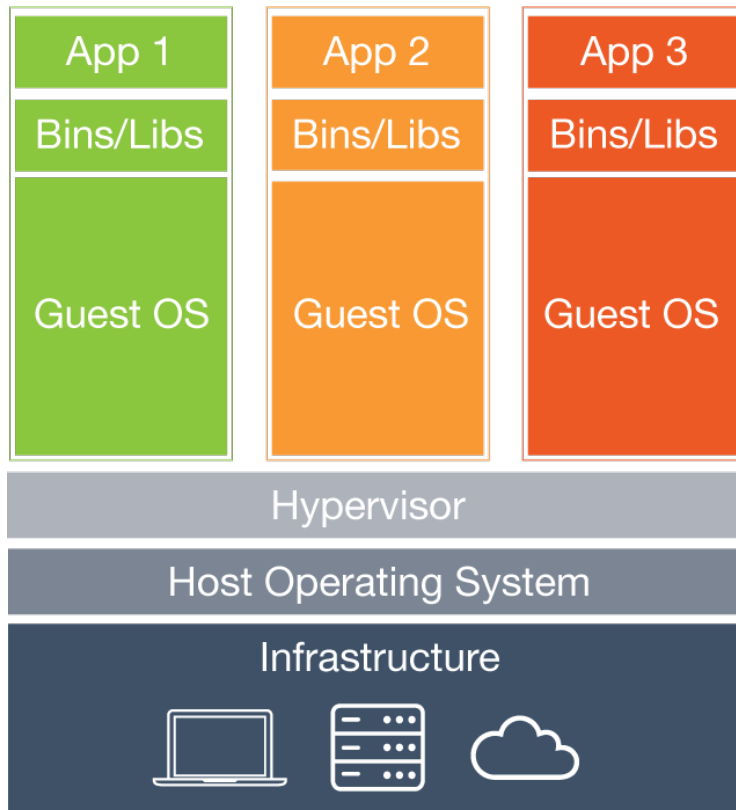 App 1
App 2
App 3
Bins/Libs
Bins/Libs
Bins/Libs
Guest OS
Guest OS
Guest OS
Hypervisor
Host Operating System
Infrastructure